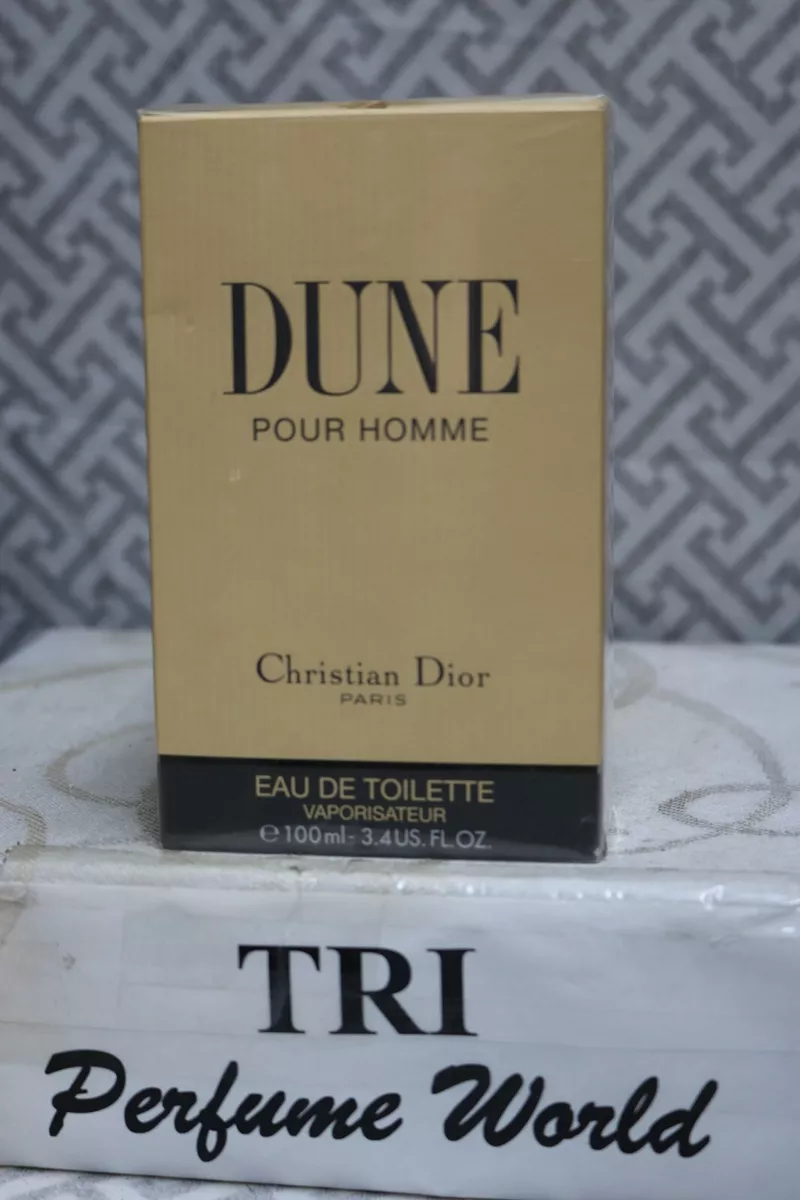 DUNE
POUR HOMME
Christian Dior
PARIS
EAU DE TOILETTE
VAPORISATEUR
℮100ml- 3.4US.FL.OZ.
TRI
Perfume World